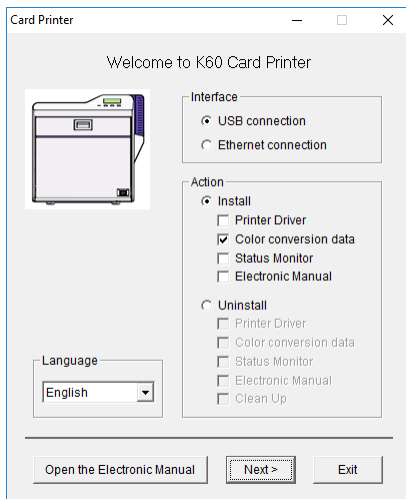 Card Printer
Welcome to K60 Card Printer
Interface
USB connection
Ethernet connection
Action
Install
Printer Driver
Color conversion data
Status Monitor
Electronic Manual
Uninstall
Printer Driver
Color conversion data
Status Monitor
Electronic Manual
Clean Up
Language
English
Open the Electronic Manual
Next >
Exit